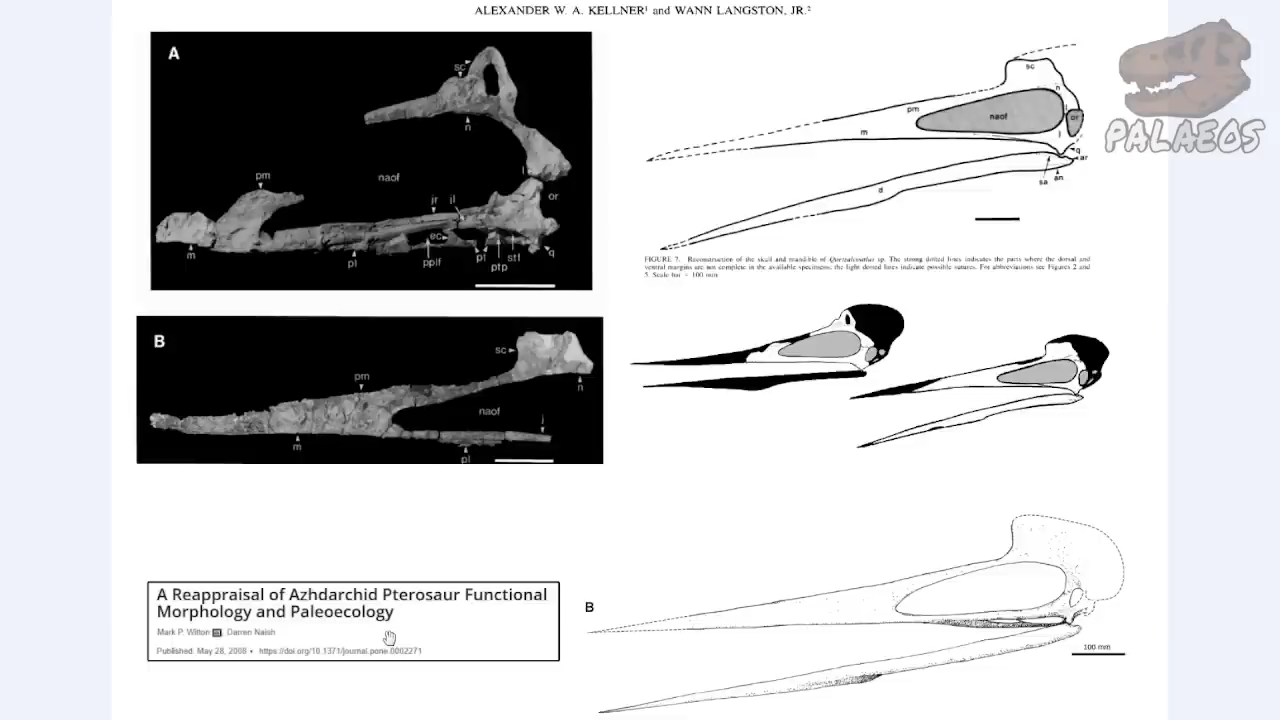 ALEXANDER W. A. KELLNER¹ and WANN LANGSTON, JR.²
PALAEOS
A
sc
n
naof
pm
l
or
jr
jl
ec
m
pl
pplf
pl
ptp
stf
q
sc
pm
n
naof
l
or
m
l
q
ar
d
sa
an
FIGURE 7. Reconstruction of the skull and mandible of Quetzalcoatlus sp. The strong dotted lines indicates the parts where the dorsal and
ventral margins are not complete in the available specimens; the light dotted lines indicate possible sutures. For abbreviations see Figures 2 and
5. Scale bar = 100 mm
B
sc
pm
n
naof
j
m
pl
A Reappraisal of Azhdarchid Pterosaur Functional
Morphology and Paleoecology
Mark P. Witton, Darren Naish
Published: May 28, 2008 • https://doi.org/10.1371/journal.pone.0002271
B
100 mm